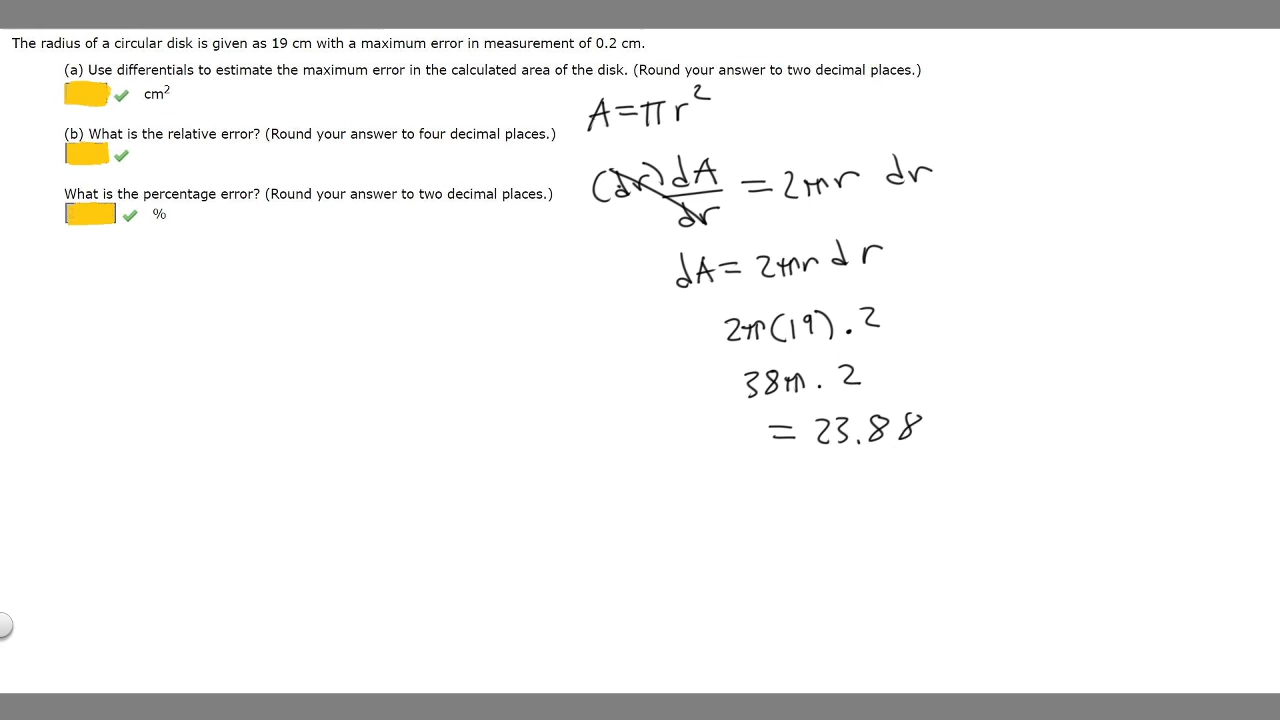 The radius of a circular disk is given as 19 cm with a maximum error in measurement of 0.2 cm.
(a) Use differentials to estimate the maximum error in the calculated area of the disk. (Round your answer to two decimal places.)
cm²
(b) What is the relative error? (Round your answer to four decimal places.)
What is the percentage error? (Round your answer to two decimal places.)
%
A=πr²
(dr) dA/dr = 2πr dr
dA = 2πr dr
2π(19) .2
38π .2
= 23.88